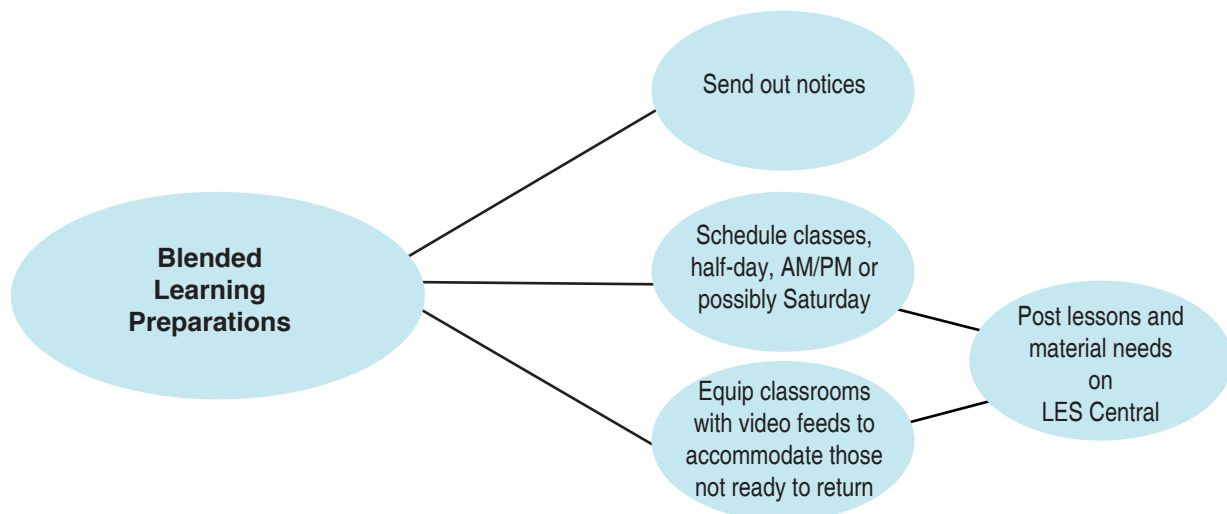 Send out notices
Blended
Learning
Preparations
Schedule classes,
half-day, AM/PM or
possibly Saturday
Equip classrooms
with video feeds to
accommodate those
not ready to return
Post lessons and
material needs
on
LES Central